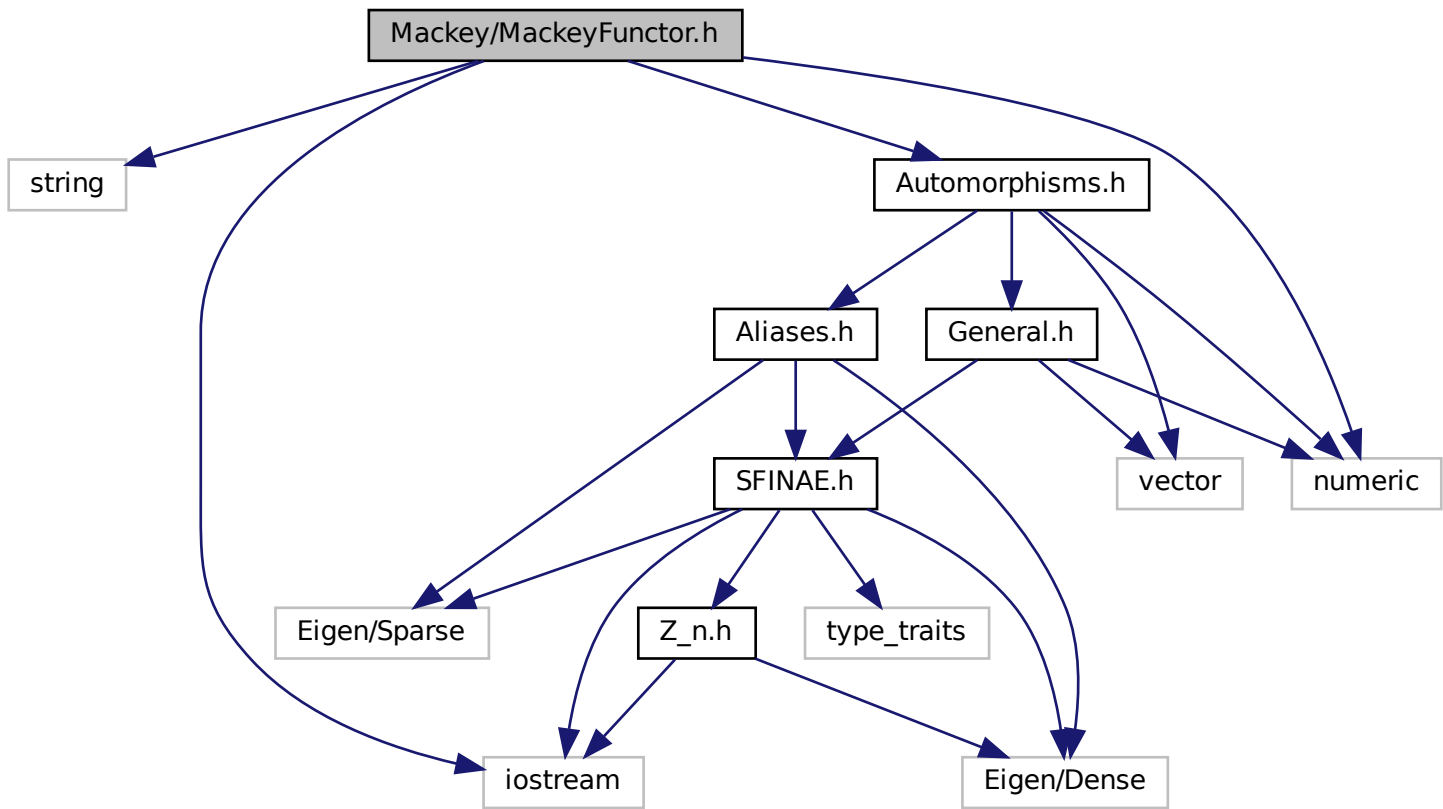 Mackey/MackeyFunctor.h
string
Automorphisms.h
Aliases.h
General.h
SFINAE.h
vector
numeric
Eigen/Sparse
Z_n.h
type_traits
iostream
Eigen/Dense